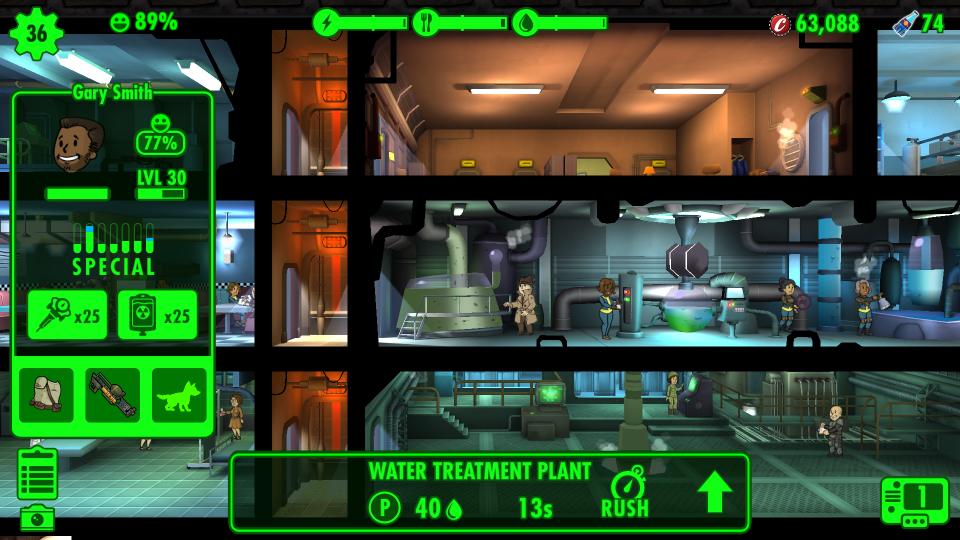 36
89%
63,088
74
Gary Smith
77%
LVL 30
SPECIAL
x25
x25
WATER TREATMENT PLANT
P 40 13s RUSH
1